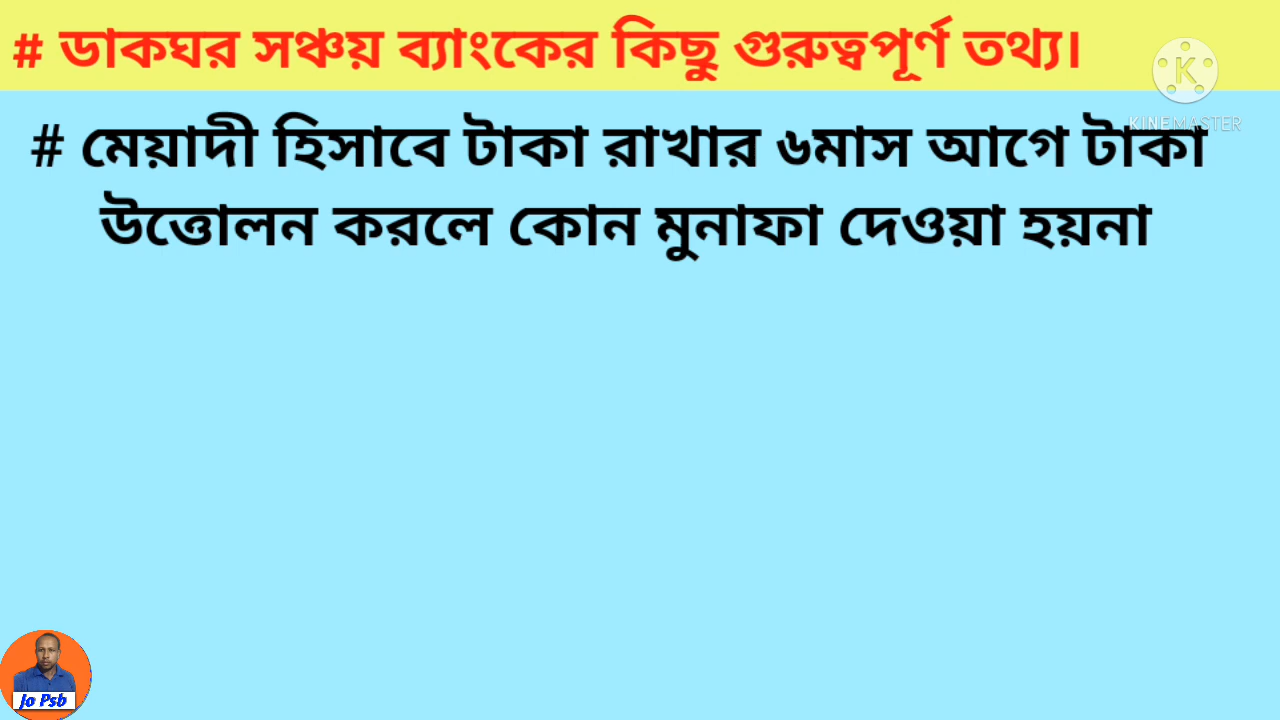 # ডাকঘর সঞ্চয় ব্যাংকের কিছু গুরুত্বপূর্ণ তথ্য।
K
KINEMASTER
# মেয়াদী হিসাবে টাকা রাখার ৬মাস আগে টাকা
উত্তোলন করলে কোন মুনাফা দেওয়া হয়না
Jo Psb